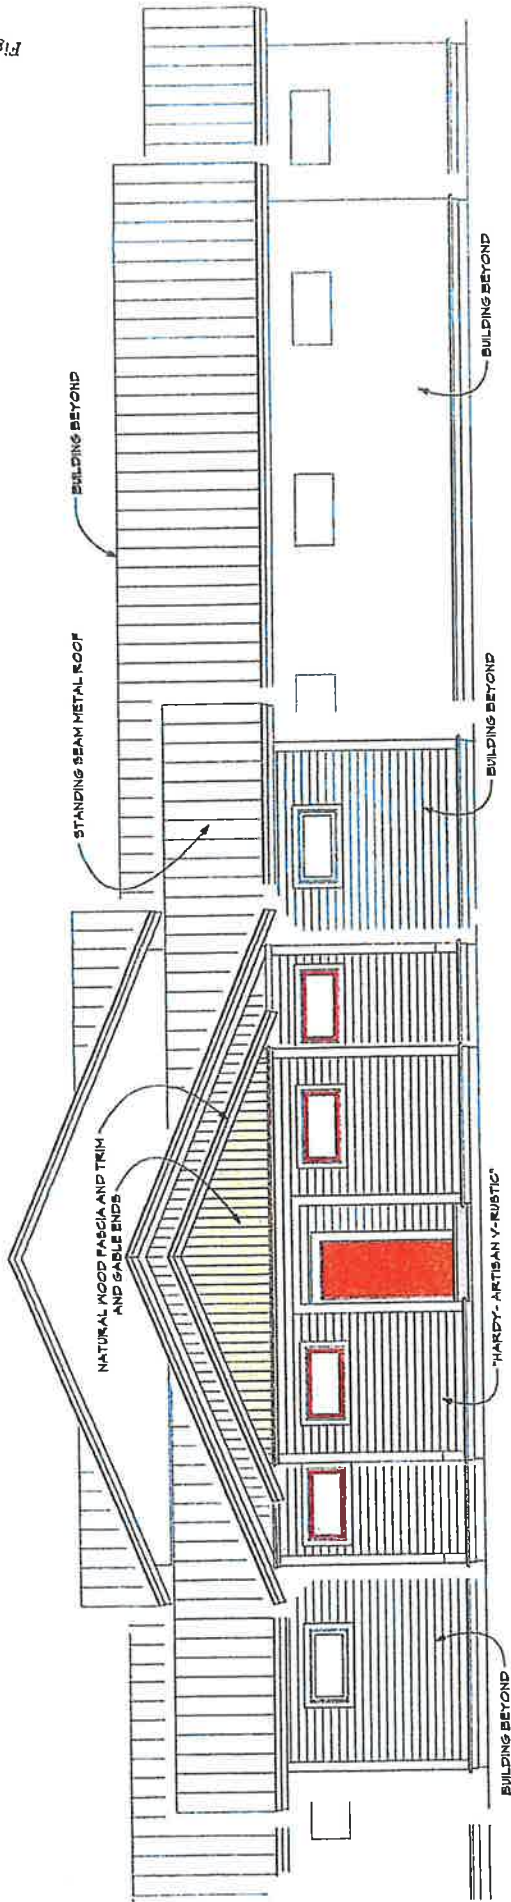 Fig
BUILDING BEYOND
STANDING SEAM METAL ROOF
NATURAL WOOD FASCIA AND TRIM
AND GABLE ENDS
BUILDING BEYOND
"HARDY- ARTISAN V-RUSTIC"
BUILDING BEYOND
BUILDING BEYOND